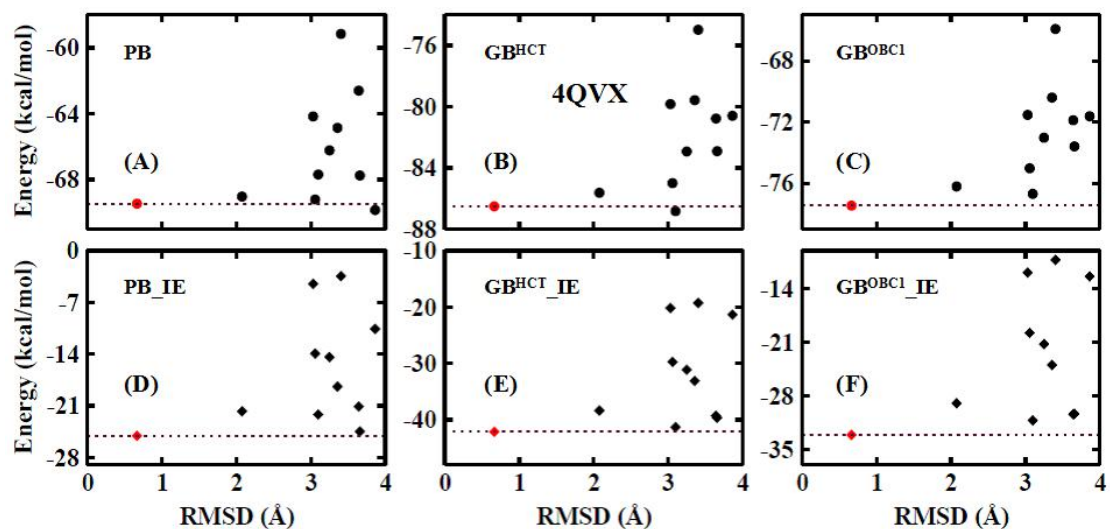 Energy (kcal/mol)
-60
-64
-68
PB
(A)
-76
-80
-84
-88
GB^HCT
4QVX
(B)
-68
-72
-76
GB^OBC1
(C)
Energy (kcal/mol)
0
-7
-14
-21
-28
PB_IE
(D)
0 1 2 3 4
RMSD (Å)
-10
-20
-30
-40
GB^HCT_IE
(E)
0 1 2 3 4
RMSD (Å)
-14
-21
-28
-35
GB^OBC1_IE
(F)
0 1 2 3 4
RMSD (Å)